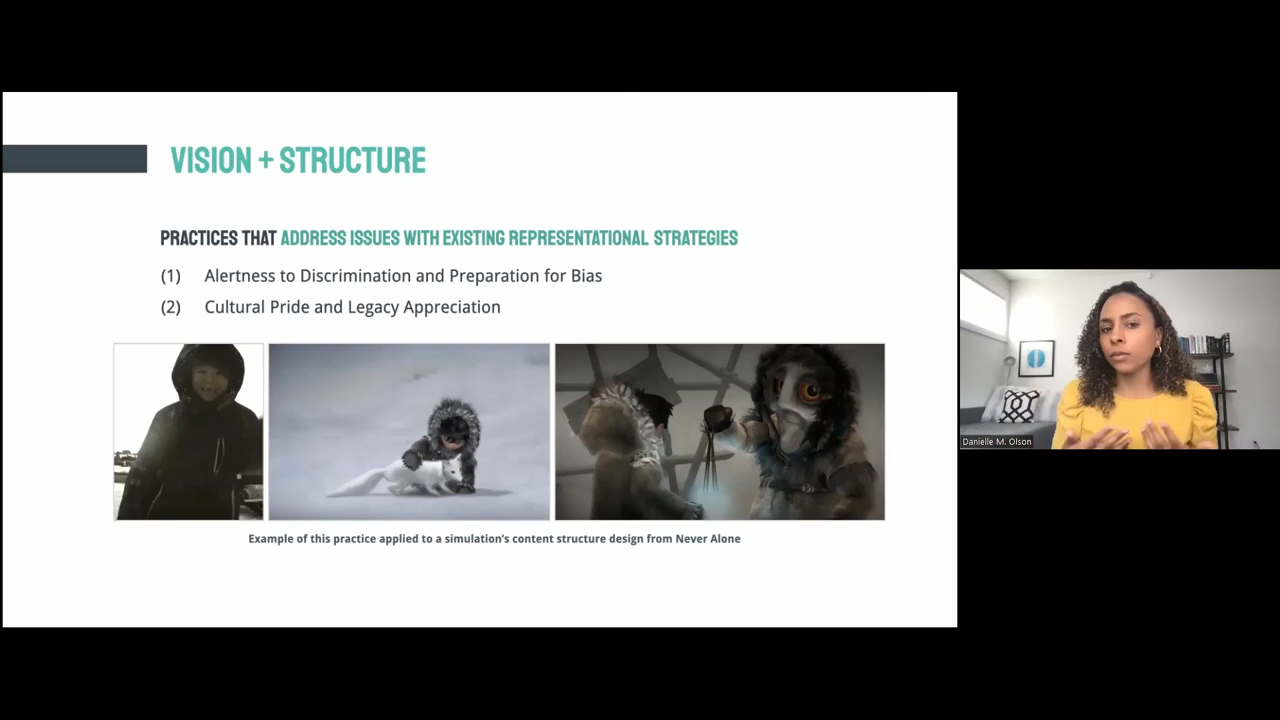 VISION + STRUCTURE
PRACTICES THAT ADDRESS ISSUES WITH EXISTING REPRESENTATIONAL STRATEGIES
(1) Alertness to Discrimination and Preparation for Bias
(2) Cultural Pride and Legacy Appreciation
Example of this practice applied to a simulation's content structure design from Never Alone
Danielle M. Olson